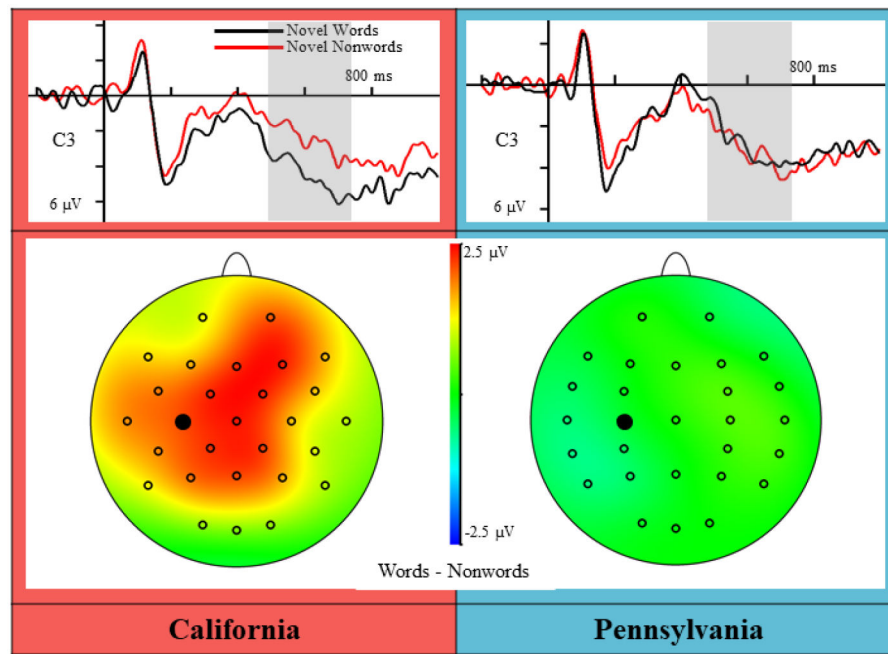 Novel Words
Novel Nonwords
800 ms
C3
6 μV
800 ms
C3
6 μV
2.5 μV
-2.5 μV
Words - Nonwords
California
Pennsylvania